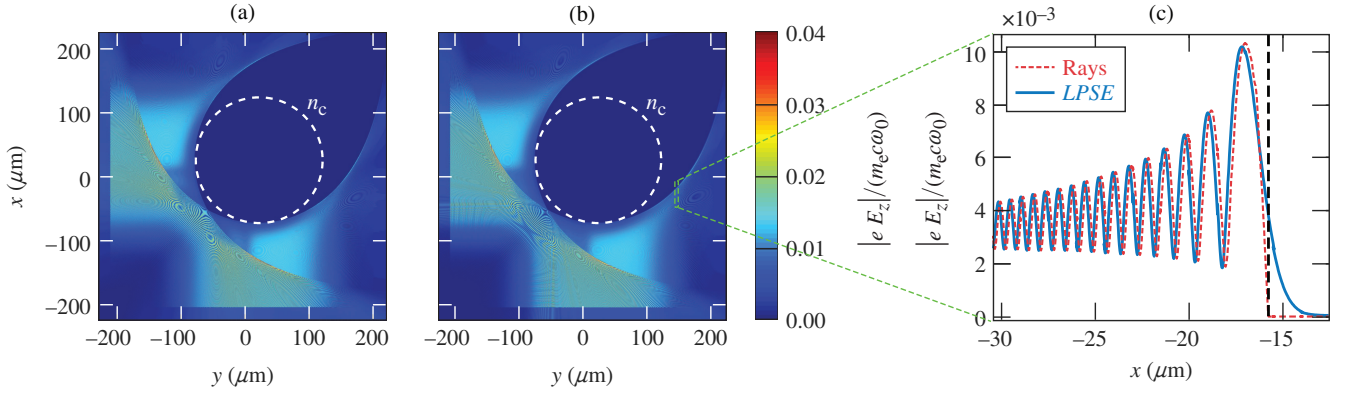 (a)
(b)
(c)
200
100
0
−100
−200
x (μm)
−200 −100 0 100 200
y (μm)
n_c
−200 −100 0 100 200
y (μm)
n_c
0.04
0.03
0.02
0.01
0.00
|e E_z|/(m_e cω_0)
|e E_z|/(m_e cω_0)
×10^−3
10
8
6
4
2
0
Rays
LPSE
−30 −25 −20 −15
x (μm)